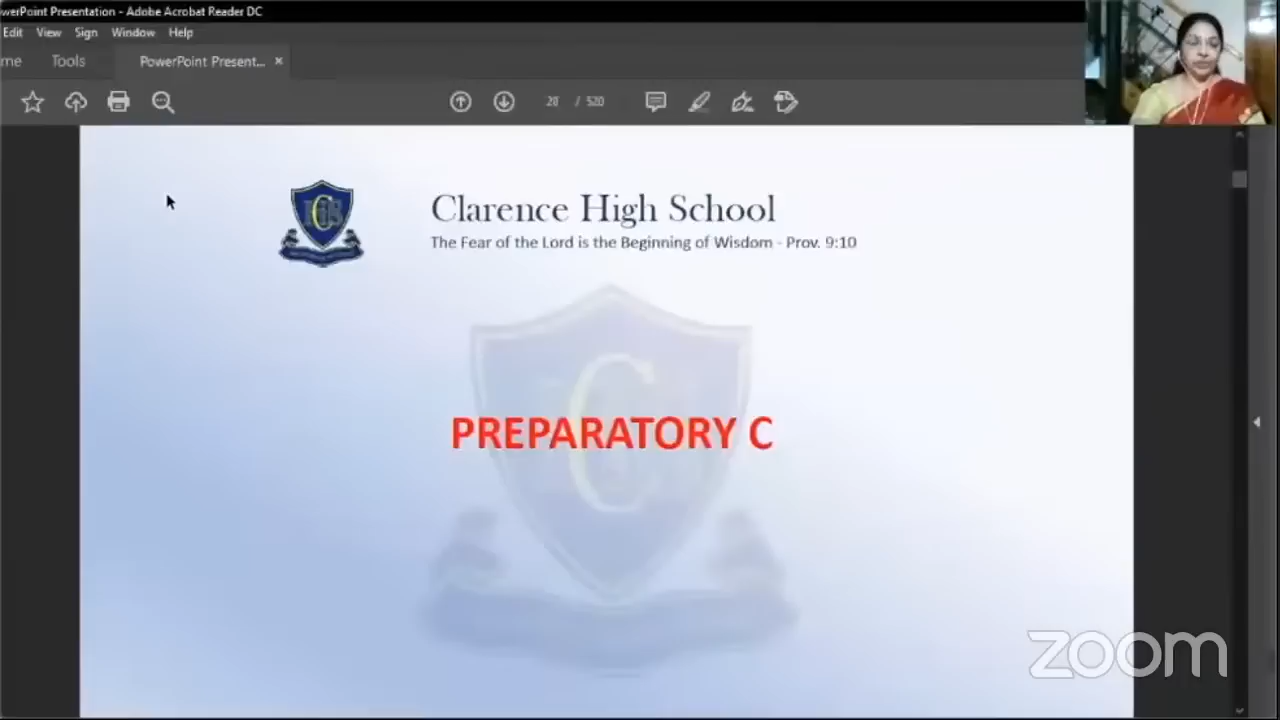 werPoint Presentation - Adobe Acrobat Reader DC
Edit View Sign Window Help
me Tools PowerPoint Present... ×
28 / 520
Clarence High School
The Fear of the Lord is the Beginning of Wisdom - Prov. 9:10
PREPARATORY C
zoom